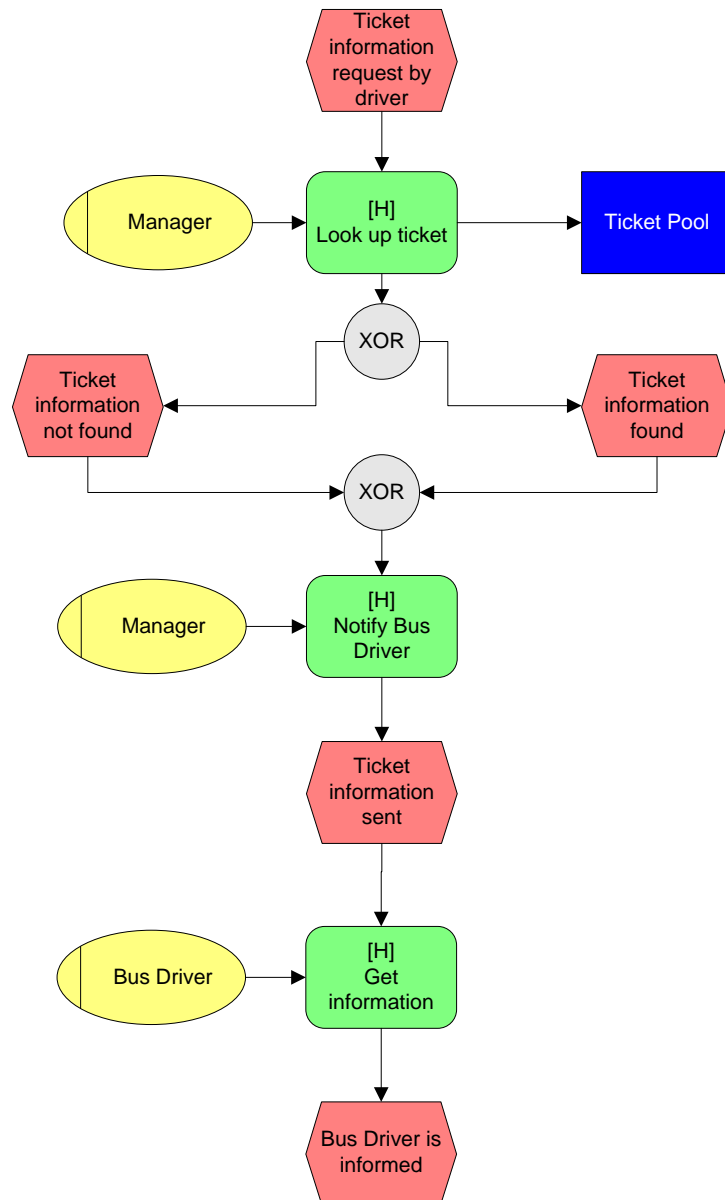 Ticket
information
request by
driver
Manager
[H]
Look up ticket
Ticket Pool
XOR
Ticket
information
not found
Ticket
information
found
XOR
Manager
[H]
Notify Bus
Driver
Ticket
information
sent
Bus Driver
[H]
Get
information
Bus Driver is
informed